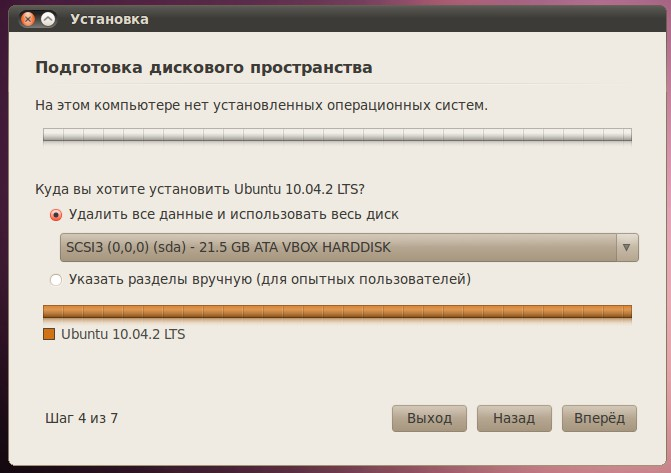 Установка
Подготовка дискового пространства
На этом компьютере нет установленных операционных систем.
Куда вы хотите установить Ubuntu 10.04.2 LTS?
Удалить все данные и использовать весь диск
SCSI3 (0,0,0) (sda) - 21.5 GB ATA VBOX HARDDISK
Указать разделы вручную (для опытных пользователей)
Ubuntu 10.04.2 LTS
Шаг 4 из 7
Выход
Назад
Вперёд